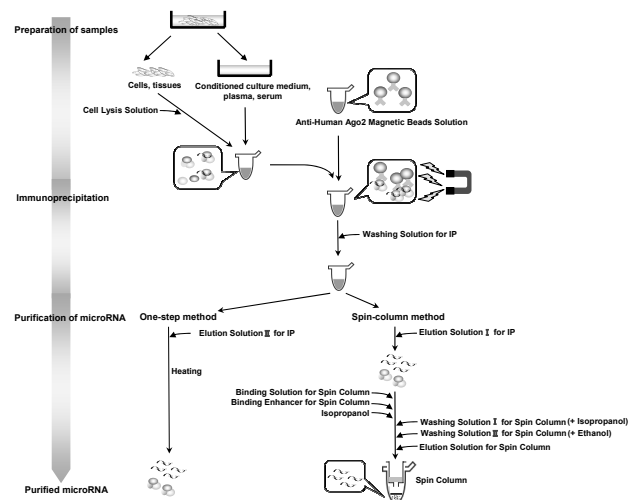 Preparation of samples
Cells, tissues
Conditioned culture medium,
plasma, serum
Cell Lysis Solution
Anti-Human Ago2 Magnetic Beads Solution
Immunoprecipitation
Washing Solution for IP
Purification of microRNA
One-step method
Spin-column method
Elution Solution Ⅲ for IP
Elution Solution Ⅰ for IP
Heating
Binding Solution for Spin Column
Binding Enhancer for Spin Column
Isopropanol
Washing Solution Ⅰ for Spin Column (+ Isopropanol)
Washing Solution Ⅲ for Spin Column (+ Ethanol)
Elution Solution for Spin Column
Spin Column
Purified microRNA